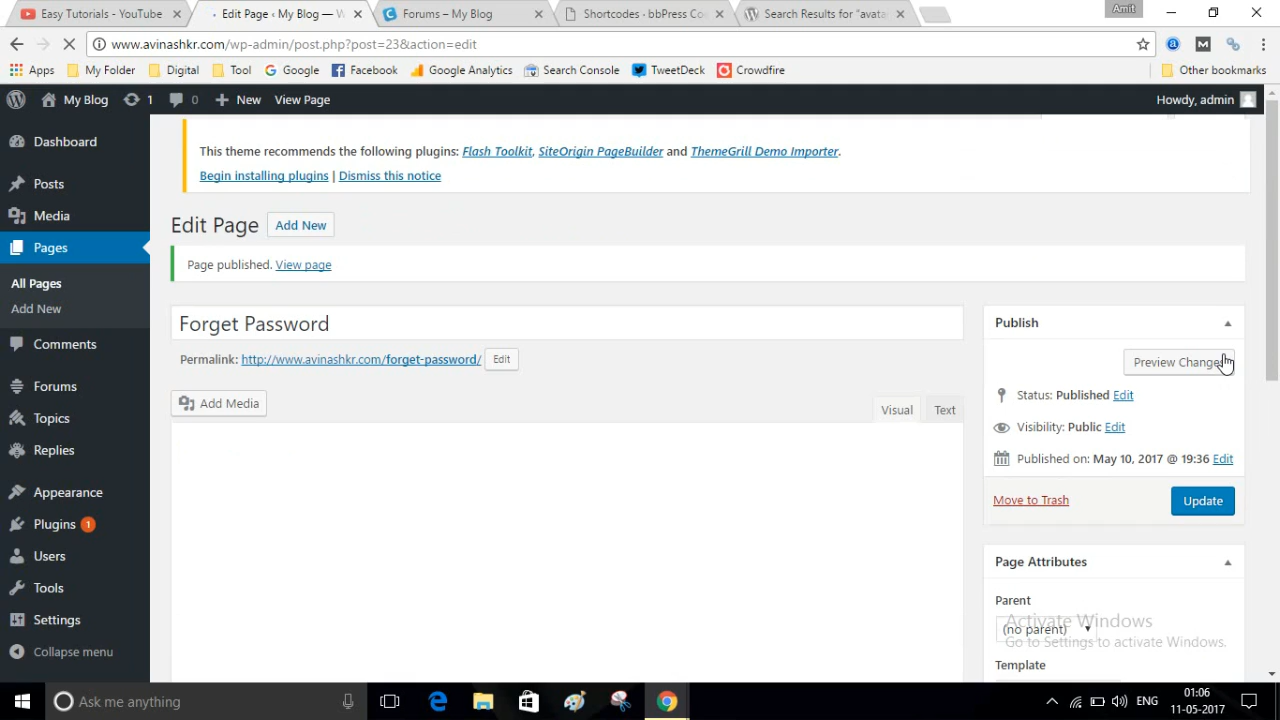 Easy Tutorials - YouTube
Edit Page ‹ My Blog — W
Forums – My Blog
Shortcodes · bbPress Co
Search Results for "avata
Amit
www.avinashkr.com/wp-admin/post.php?post=23&action=edit
Apps
My Folder
Digital
Tool
Google
Facebook
Google Analytics
Search Console
TweetDeck
Crowdfire
Other bookmarks
My Blog
1
0
New
View Page
Howdy, admin
Dashboard
Posts
Media
Pages
All Pages
Add New
Comments
Forums
Topics
Replies
Appearance
Plugins 1
Users
Tools
Settings
Collapse menu
This theme recommends the following plugins: Flash Toolkit, SiteOrigin PageBuilder and ThemeGrill Demo Importer.
Begin installing plugins | Dismiss this notice
Edit Page
Add New
Page published. View page
Forget Password
Permalink: http://www.avinashkr.com/forget-password/
Edit
Add Media
Visual
Text
Publish
Preview Changes
Status: Published Edit
Visibility: Public Edit
Published on: May 10, 2017 @ 19:36 Edit
Move to Trash
Update
Page Attributes
Parent
(no parent)
Template
Activate Windows
Go to Settings to activate Windows.
Ask me anything
ENG
01:06
11-05-2017